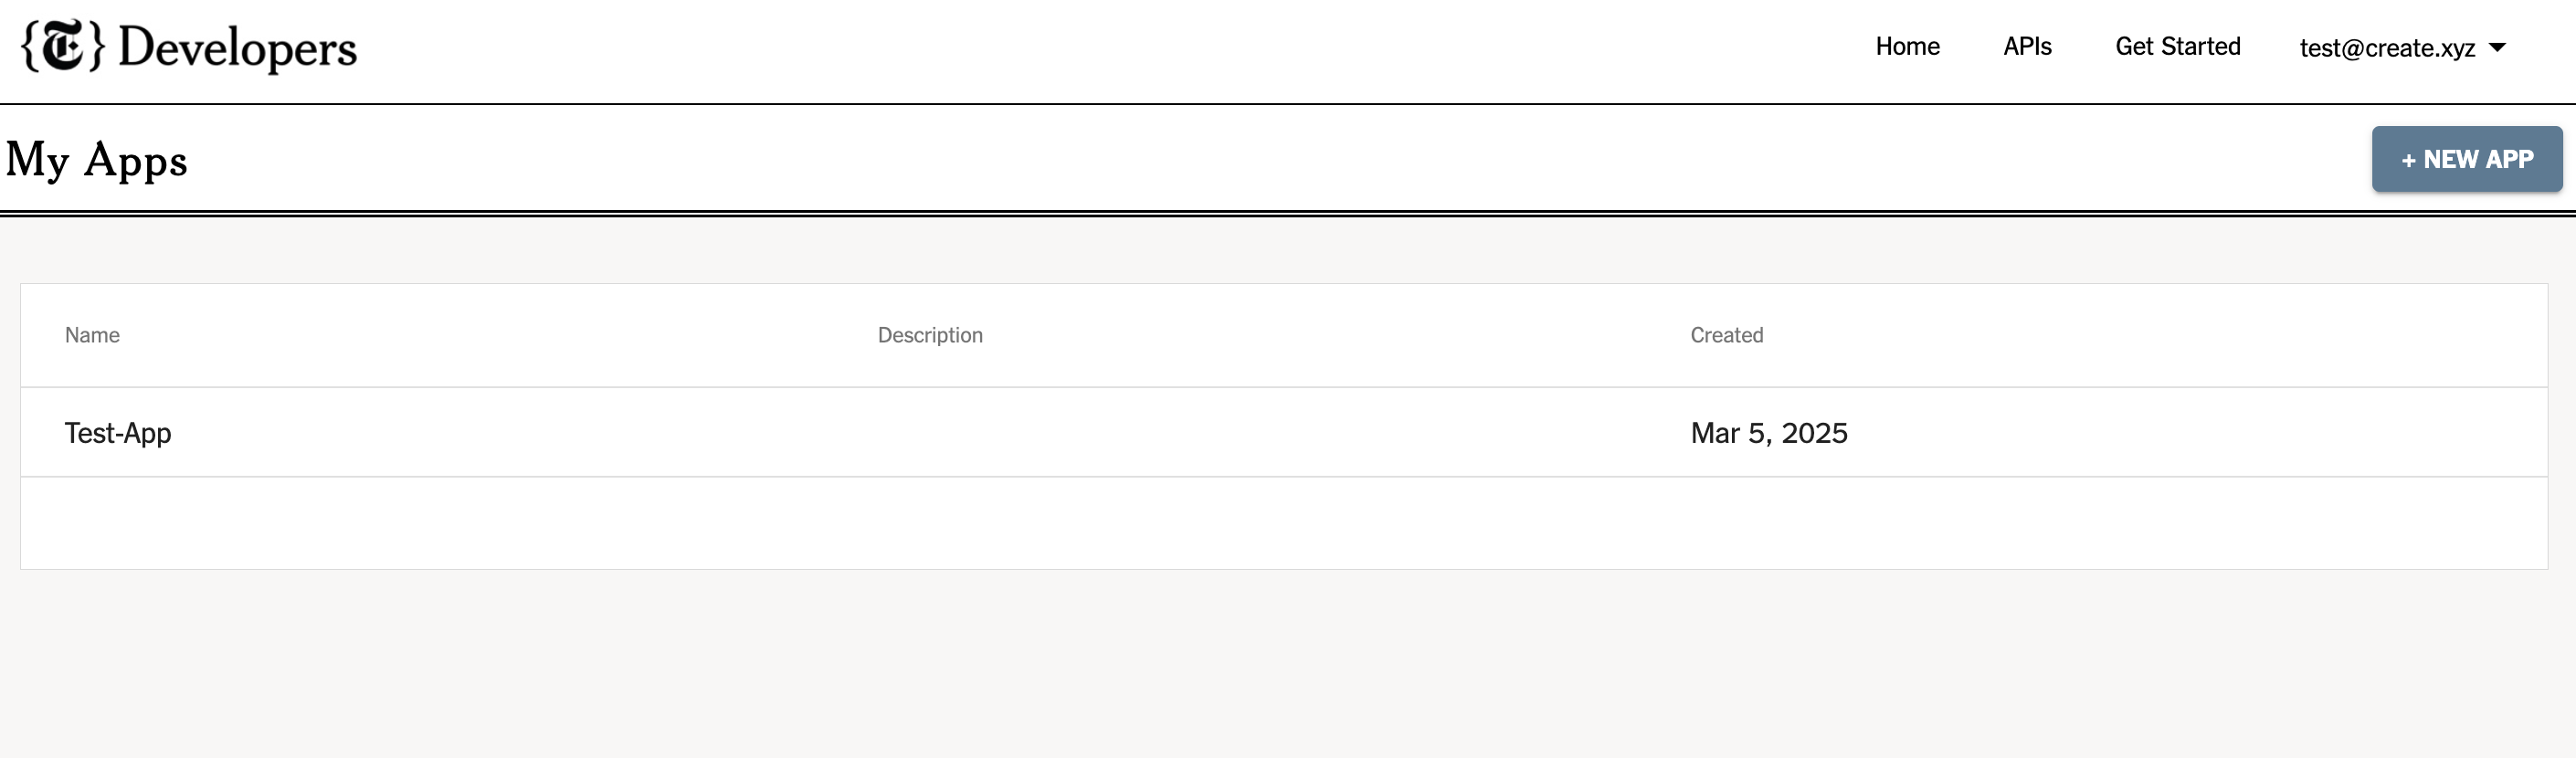 {T} Developers
Home APIs Get Started test@create.xyz
My Apps
+ NEW APP
Name Description Created
Test-App Mar 5, 2025